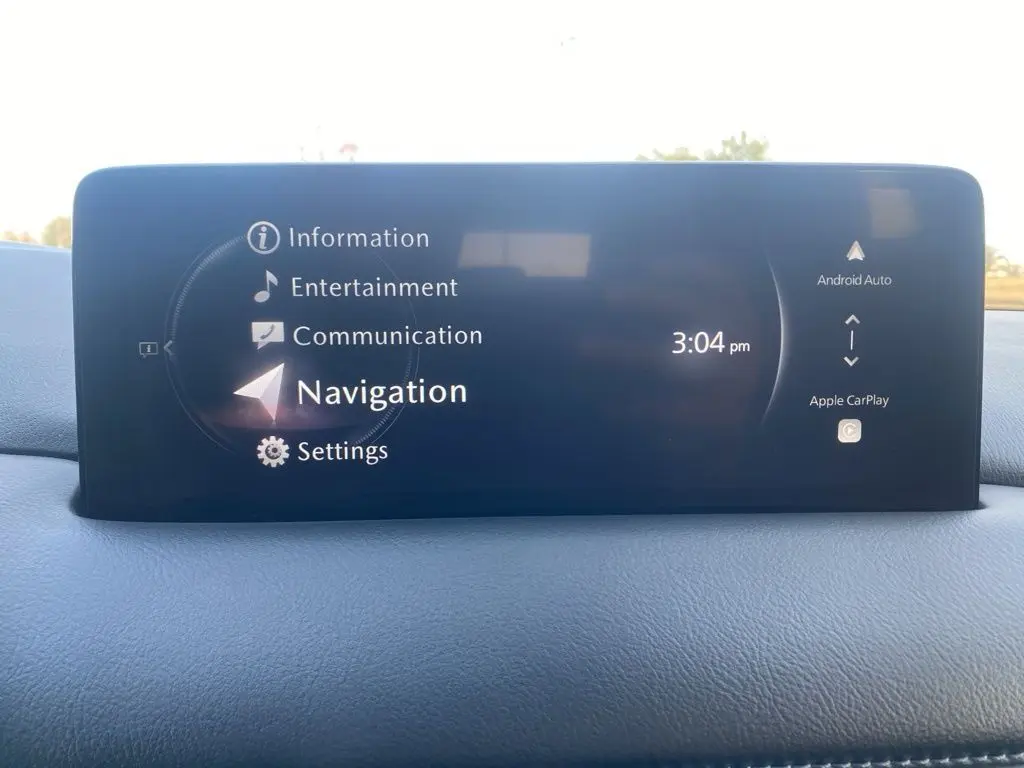 Information
Entertainment
Communication
Navigation
Settings
3:04 pm
Android Auto
Apple CarPlay